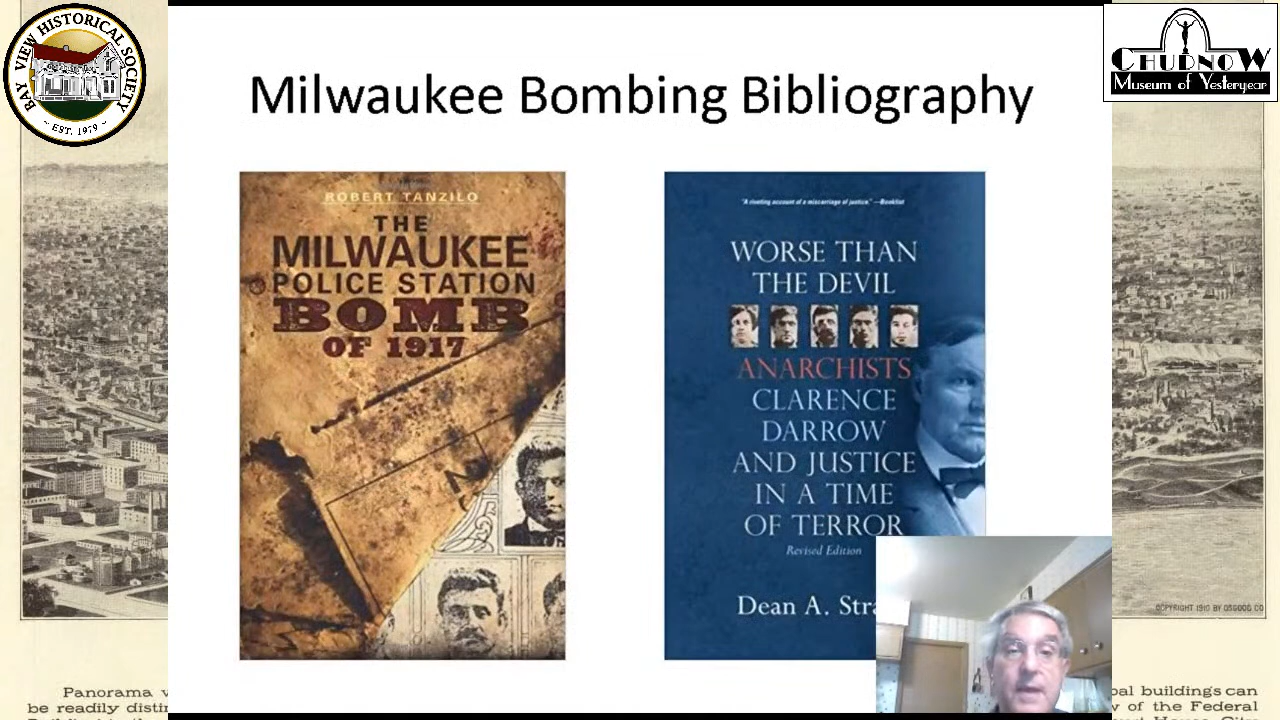 BAY VIEW HISTORICAL SOCIETY
~ EST. 1979 ~
CHUDNOW
Museum of Yesteryear
Milwaukee Bombing Bibliography
ROBERT TANZILO
THE
MILWAUKEE
POLICE STATION
BOMB
OF 1917
"A riveting account of a miscarriage of justice." —Booklist
WORSE THAN
THE DEVIL
ANARCHISTS
CLARENCE
DARROW
AND JUSTICE
IN A TIME
OF TERROR
Revised Edition
Dean A. Stra
COPYRIGHT 1910 BY OSGOOD CO
Panorama v
be readily distin
pal buildings can
w of the Federal